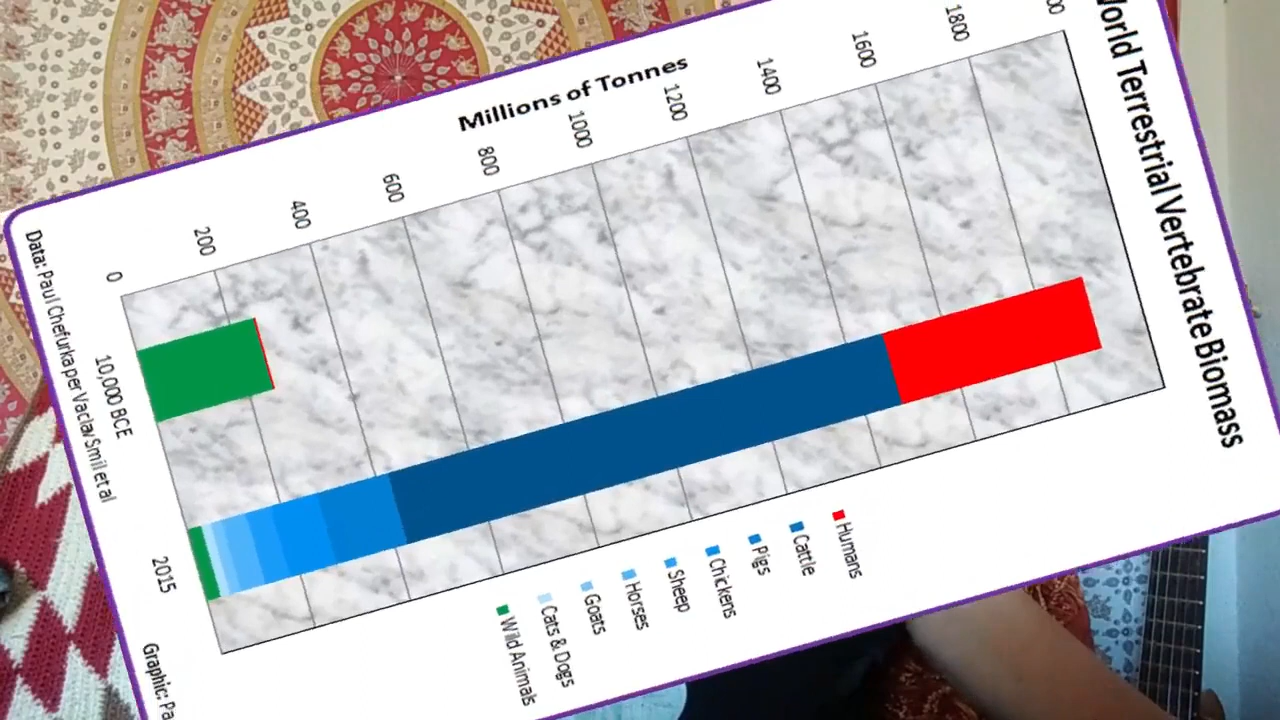 World Terrestrial Vertebrate Biomass
Millions of Tonnes
1800
1600
1400
1200
1000
800
600
400
200
0
10,000 BCE
2015
Humans
Cattle
Pigs
Chickens
Sheep
Horses
Goats
Cats & Dogs
Wild Animals
Data: Paul Chefurka per Vaclav Smil et al
Graphic: